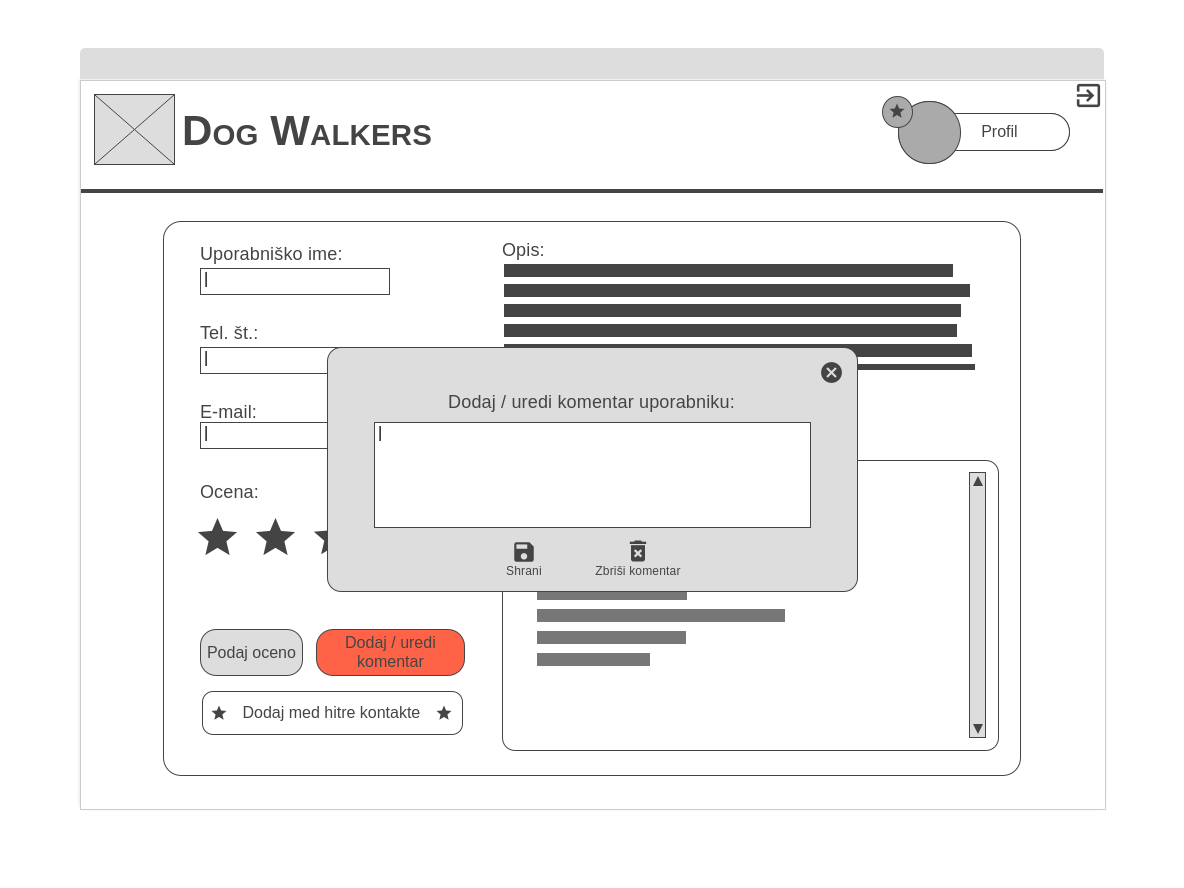 Dog Walkers
Profil
Uporabniško ime:
Opis:
Tel. št.:
E-mail:
Ocena:
Dodaj / uredi komentar uporabniku:
Shrani
Zbriši komentar
Podaj oceno
Dodaj / uredi
komentar
Dodaj med hitre kontakte